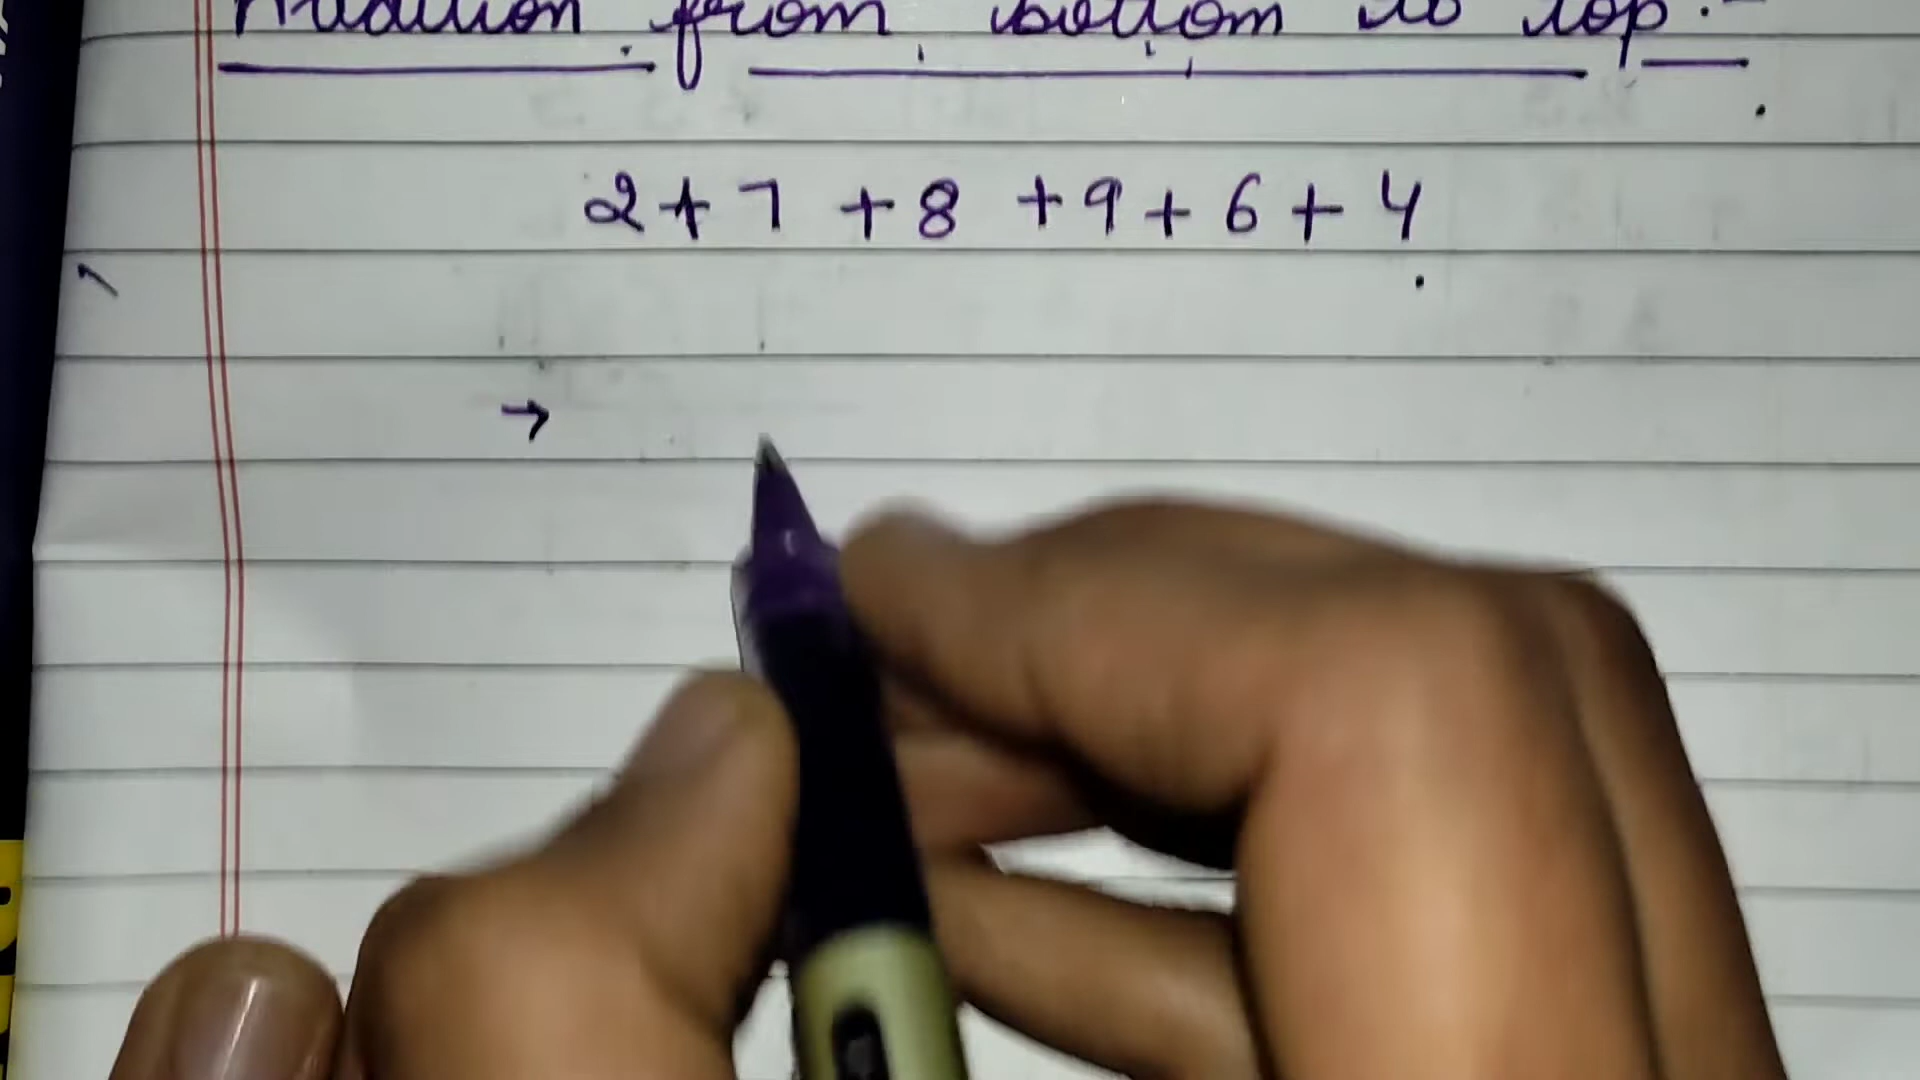 Addition from bottom to top :-
2 + 7 + 8 + 9 + 6 + 4
→